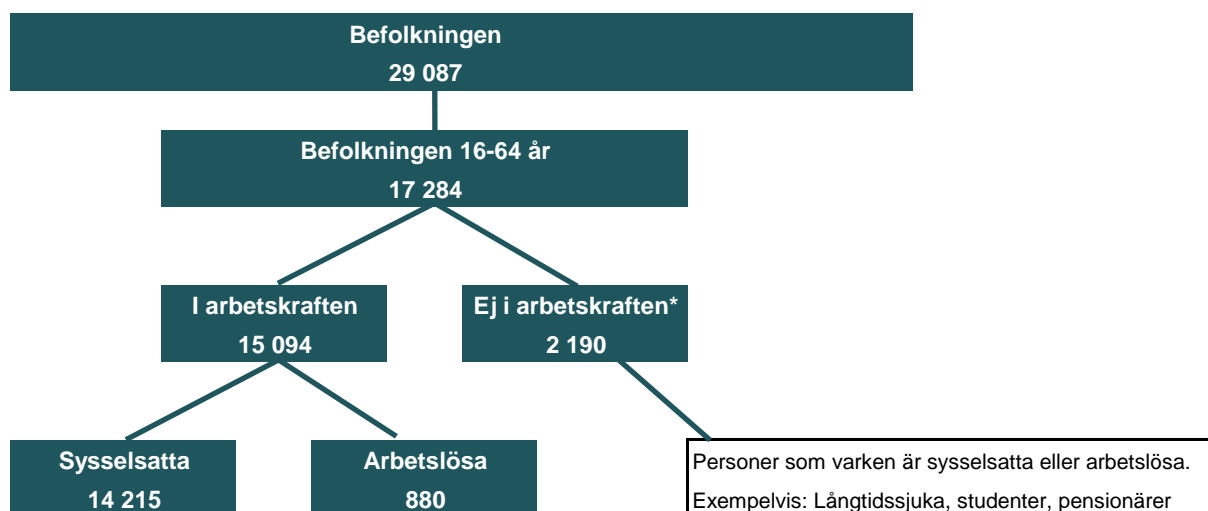 Befolkningen
29 087
Befolkningen 16-64 år
17 284
I arbetskraften
15 094
Ej i arbetskraften*
2 190
Sysselsatta
14 215
Arbetslösa
880
Personer som varken är sysselsatta eller arbetslösa.
Exempelvis: Långtidssjuka, studenter, pensionärer